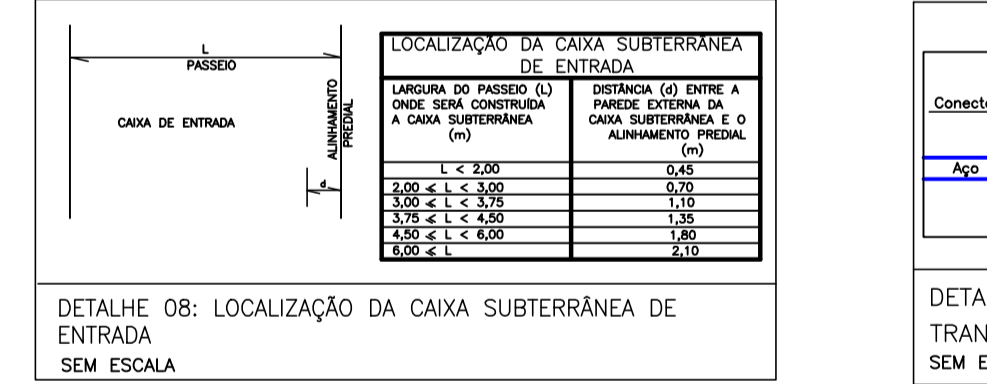 L
PASSEIO
CAIXA DE ENTRADA
ALINHAMENTO
PREDIAL
d
LOCALIZAÇÃO DA CAIXA SUBTERRÂNEA
DE ENTRADA
LARGURA DO PASSEIO (L)
ONDE SERÁ CONSTRUÍDA
A CAIXA SUBTERRÂNEA
(m)
DISTÂNCIA (d) ENTRE A
PAREDE EXTERNA DA
CAIXA SUBTERRÂNEA E O
ALINHAMENTO PREDIAL
(m)
L < 2,00 0,45
2,00 ⩽ L < 3,00 0,70
3,00 ⩽ L < 3,75 1,10
3,75 ⩽ L < 4,50 1,35
4,50 ⩽ L < 6,00 1,80
6,00 ⩽ L 2,10
DETALHE 08: LOCALIZAÇÃO DA CAIXA SUBTERRÂNEA DE
ENTRADA
SEM ESCALA
Aço
SEM